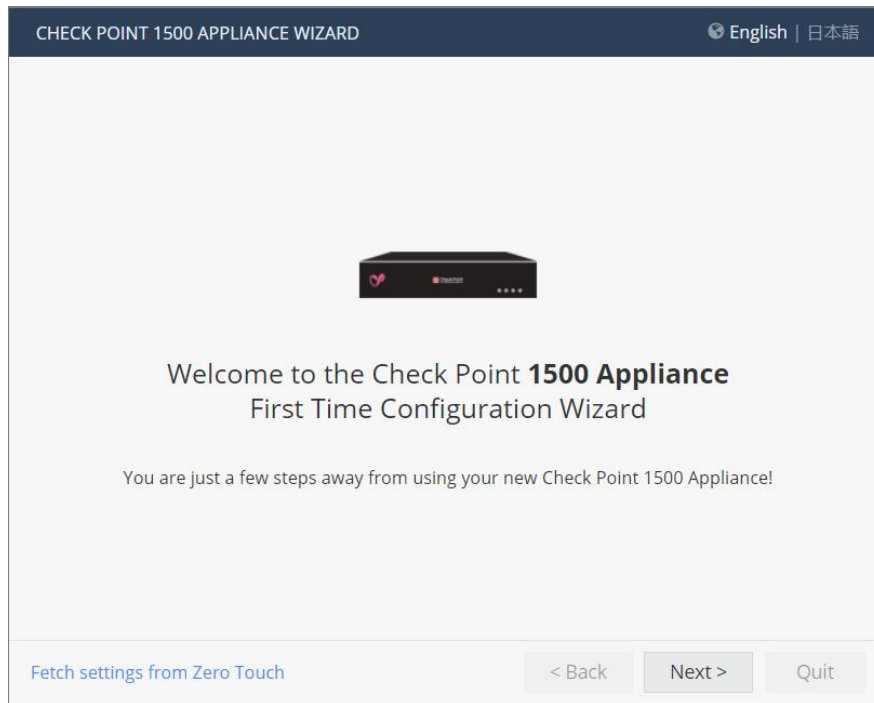 CHECK POINT 1500 APPLIANCE WIZARD
English | 日本語
Welcome to the Check Point 1500 Appliance
First Time Configuration Wizard
You are just a few steps away from using your new Check Point 1500 Appliance!
Fetch settings from Zero Touch
< Back
Next >
Quit